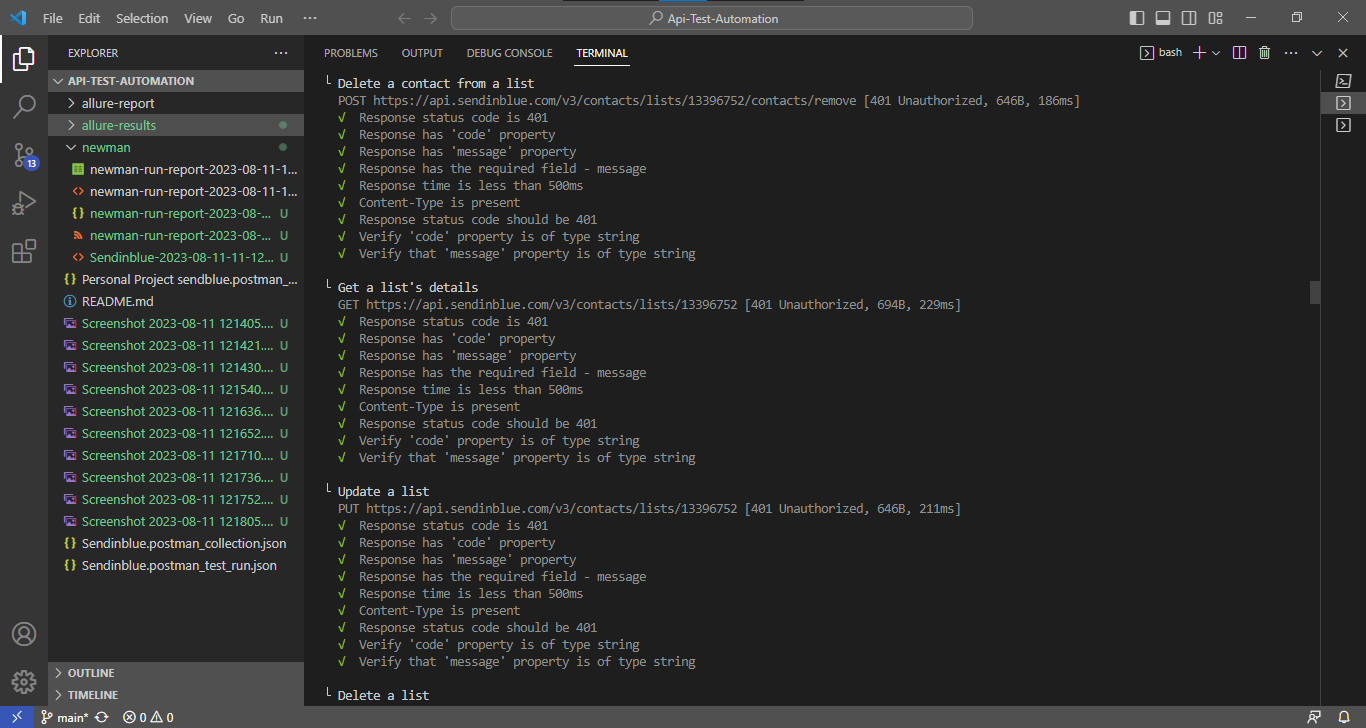 File Edit Selection View Go Run ···
Api-Test-Automation
EXPLORER ···
API-TEST-AUTOMATION
allure-report
allure-results
newman
newman-run-report-2023-08-11-1...
newman-run-report-2023-08-11-1...
newman-run-report-2023-08-... U
newman-run-report-2023-08-... U
Sendinblue-2023-08-11-11-12... U
Personal Project sendblue.postman_...
README.md
Screenshot 2023-08-11 121405.... U
Screenshot 2023-08-11 121421.... U
Screenshot 2023-08-11 121430.... U
Screenshot 2023-08-11 121540.... U
Screenshot 2023-08-11 121636.... U
Screenshot 2023-08-11 121652.... U
Screenshot 2023-08-11 121710.... U
Screenshot 2023-08-11 121736.... U
Screenshot 2023-08-11 121752.... U
Screenshot 2023-08-11 121805.... U
Sendinblue.postman_collection.json
Sendinblue.postman_test_run.json
OUTLINE
TIMELINE
13
PROBLEMS OUTPUT DEBUG CONSOLE TERMINAL
bash
└ Delete a contact from a list
POST https://api.sendinblue.com/v3/contacts/lists/13396752/contacts/remove [401 Unauthorized, 646B, 186ms]
√ Response status code is 401
√ Response has 'code' property
√ Response has 'message' property
√ Response has the required field - message
√ Response time is less than 500ms
√ Content-Type is present
√ Response status code should be 401
√ Verify 'code' property is of type string
√ Verify that 'message' property is of type string
└ Get a list's details
GET https://api.sendinblue.com/v3/contacts/lists/13396752 [401 Unauthorized, 694B, 229ms]
√ Response status code is 401
√ Response has 'code' property
√ Response has 'message' property
√ Response has the required field - message
√ Response time is less than 500ms
√ Content-Type is present
√ Response status code should be 401
√ Verify 'code' property is of type string
√ Verify that 'message' property is of type string
└ Update a list
PUT https://api.sendinblue.com/v3/contacts/lists/13396752 [401 Unauthorized, 646B, 211ms]
√ Response status code is 401
√ Response has 'code' property
√ Response has 'message' property
√ Response has the required field - message
√ Response time is less than 500ms
√ Content-Type is present
√ Response status code should be 401
√ Verify 'code' property is of type string
√ Verify that 'message' property is of type string
└ Delete a list
main* 0 0